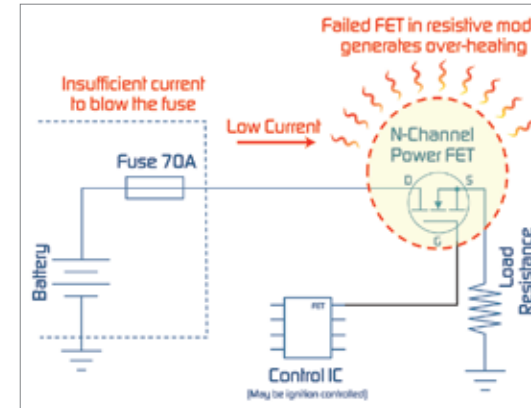 Failed FET in resistive mod
generates over-heating
Insufficient current
to blow the fuse
Low Current
N-Channel
Power FET
Fuse 70A
D
S
G
Battery
Load
Resistance
FET
Control IC
(May be ignition controlled)